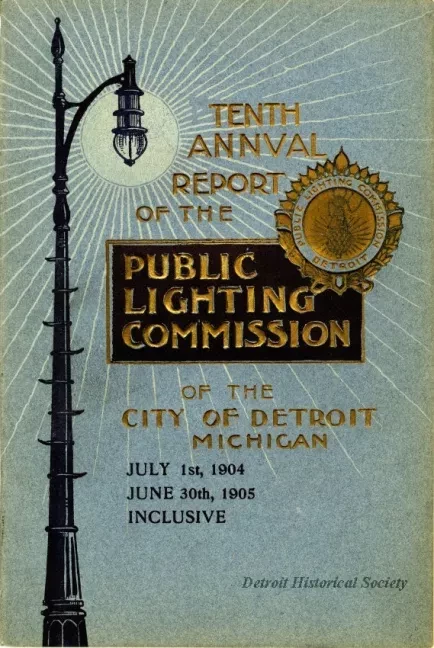 TENTH
ANNVAL
REPORT
OF THE
PUBLIC LIGHTING COMMISSION
DETROIT
PUBLIC
LIGHTING
COMMISSION
OF THE
CITY OF DETROIT
MICHIGAN
JULY 1st, 1904
JUNE 30th, 1905
INCLUSIVE
Detroit Historical Society